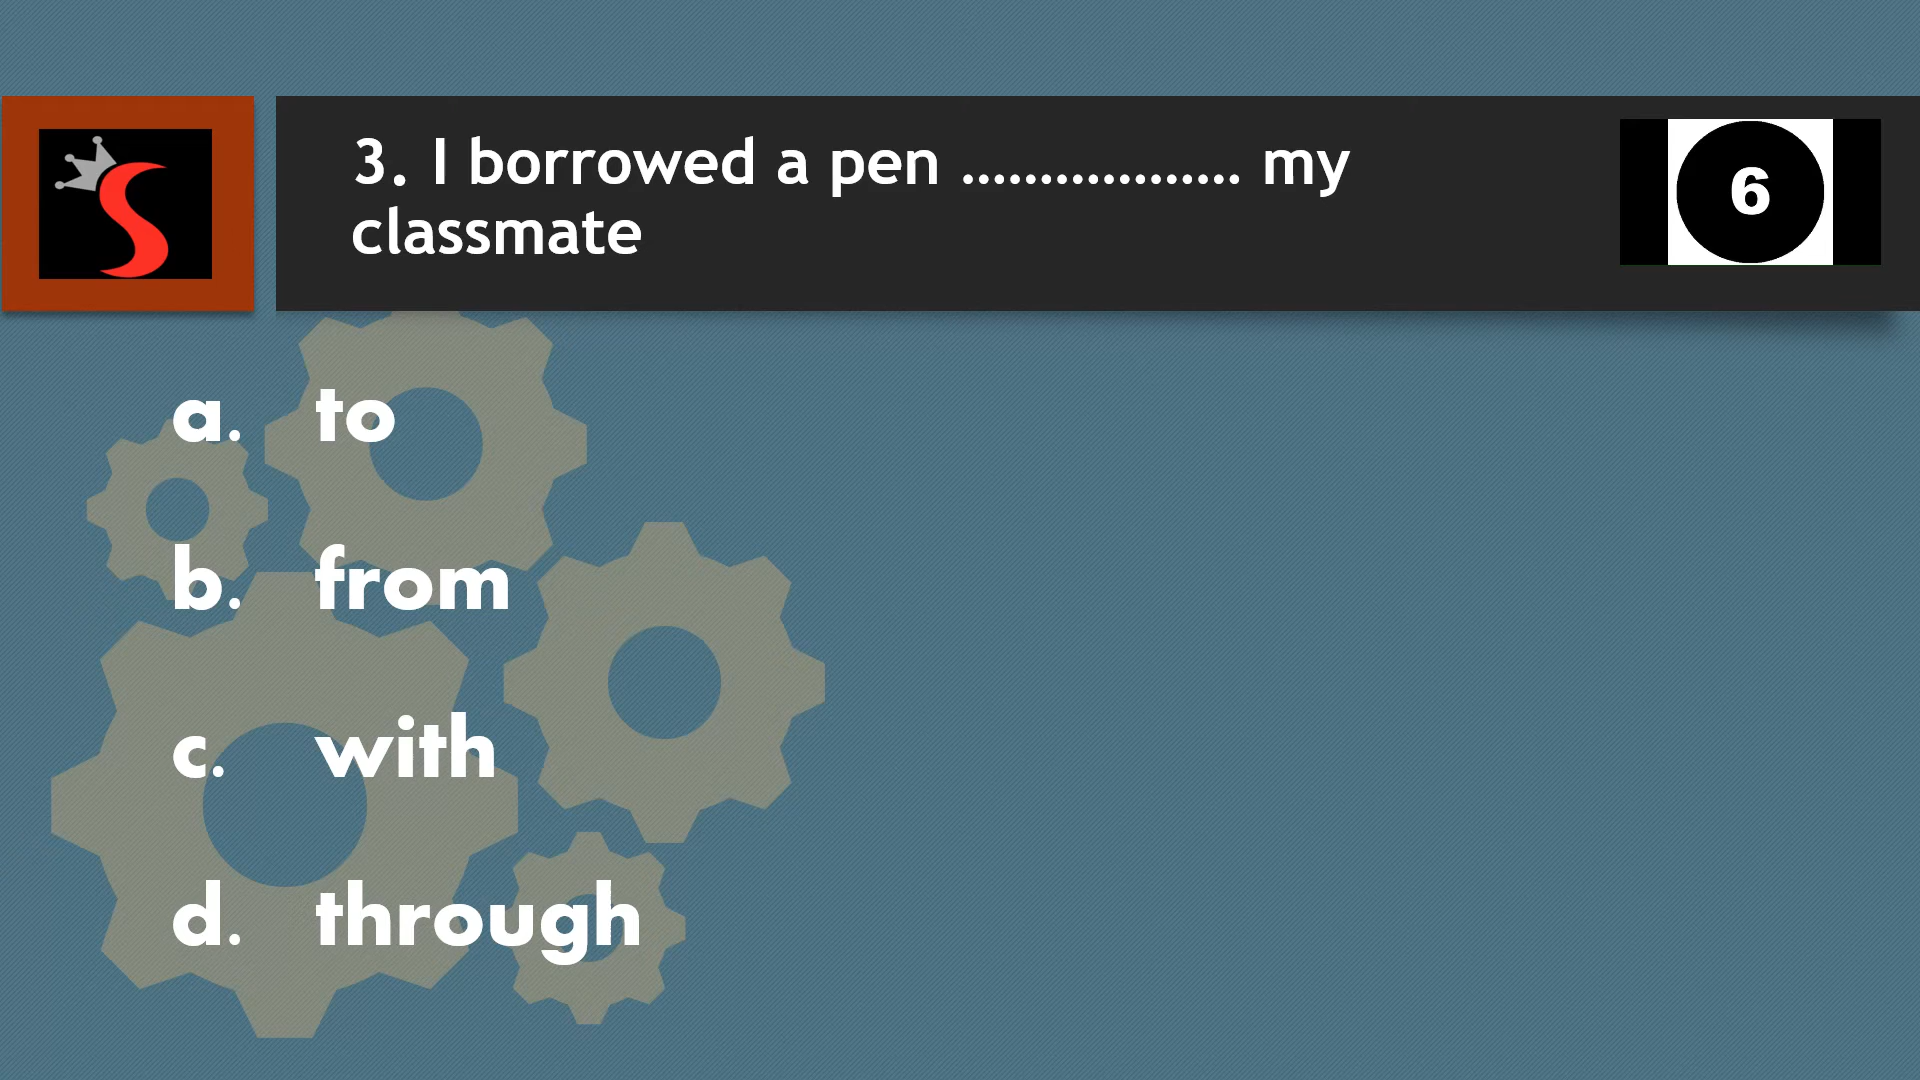 3. I borrowed a pen .................. my
classmate
6
a. to
b. from
c. with
d. through